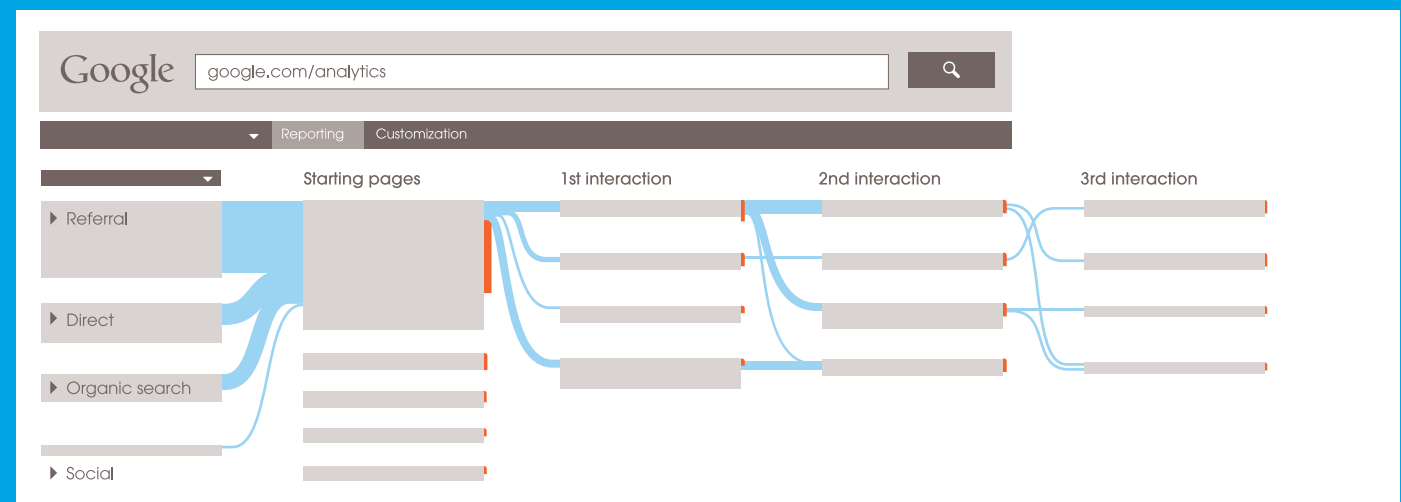 Google
google.com/analytics
Reporting
Customization
Starting pages
1st interaction
2nd interaction
3rd interaction
Referral
Direct
Organic search
Social